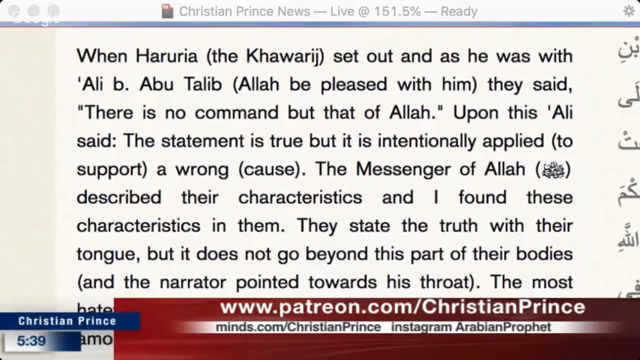 Christian Prince News — Live @ 151.5% — Ready
When Haruria (the Khawarij) set out and as he was with
'Ali b. Abu Talib (Allah be pleased with him) they said,
"There is no command but that of Allah." Upon this 'Ali
said: The statement is true but it is intentionally applied (to
support) a wrong (cause). The Messenger of Allah (ﷺ)
described their characteristics and I found these
characteristics in them. They state the truth with their
tongue, but it does not go beyond this part of their bodies
(and the narrator pointed towards his throat). The most
www.patreon.com/ChristianPrince
Christian Prince
minds.com/ChristianPrince instagram ArabianProphet
5:39